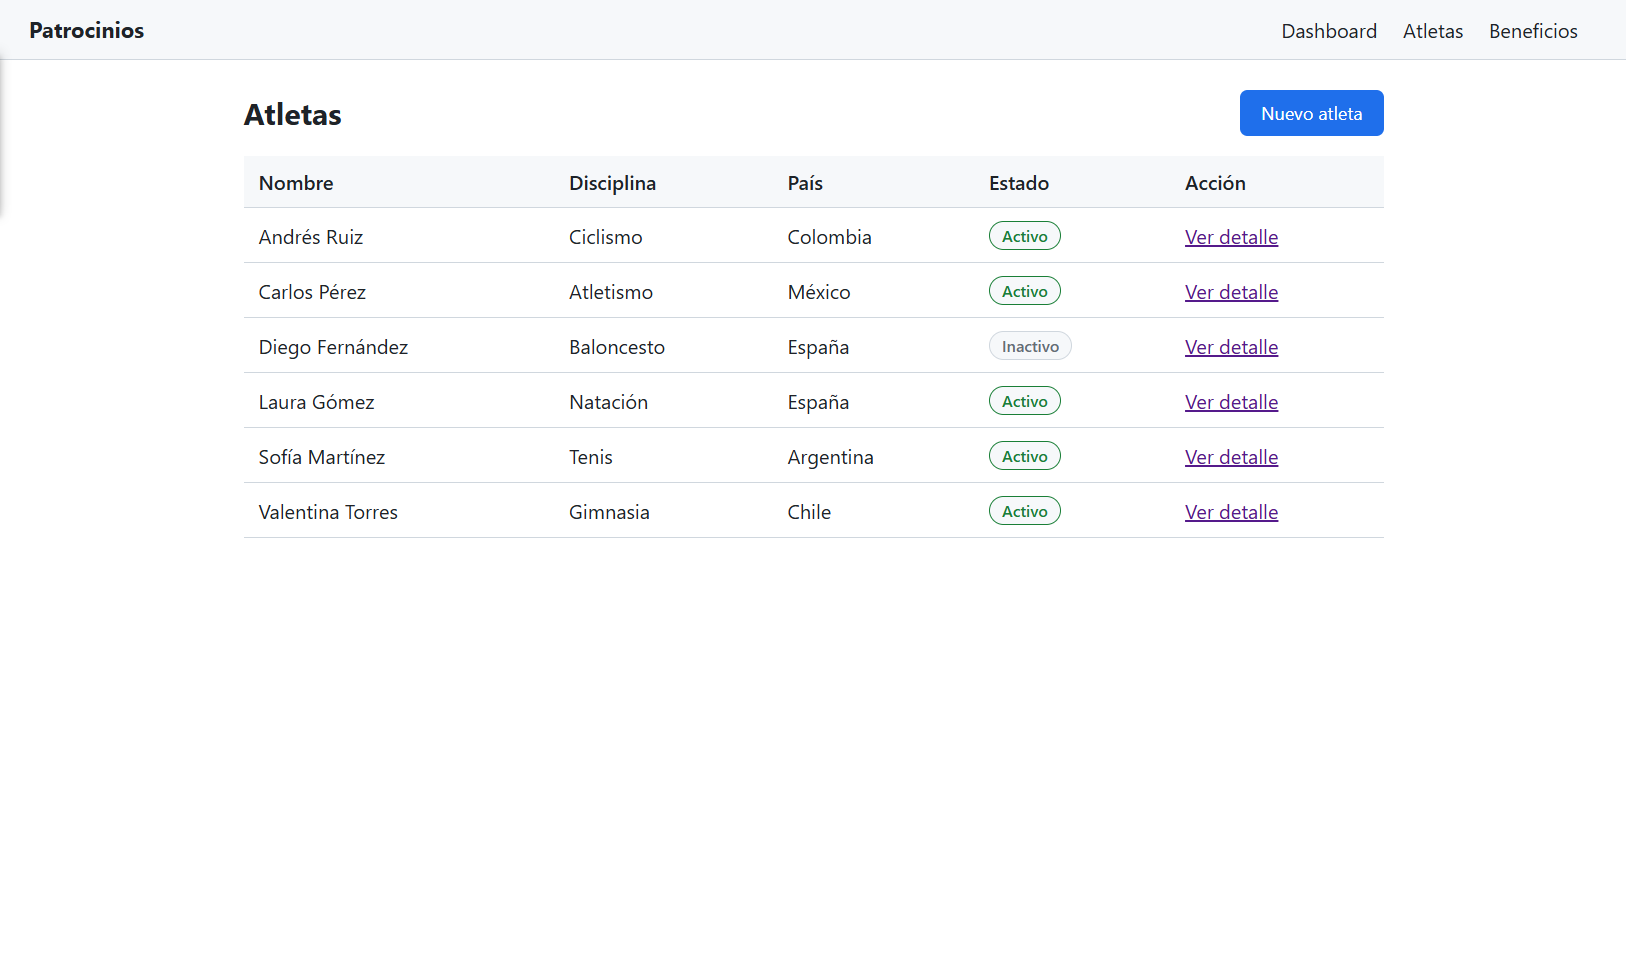 Patrocinios Dashboard Atletas Beneficios
Atletas Nuevo atleta
Nombre Disciplina País Estado Acción
Andrés Ruiz Ciclismo Colombia Activo Ver detalle
Carlos Pérez Atletismo México Activo Ver detalle
Diego Fernández Baloncesto España Inactivo Ver detalle
Laura Gómez Natación España Activo Ver detalle
Sofía Martínez Tenis Argentina Activo Ver detalle
Valentina Torres Gimnasia Chile Activo Ver detalle